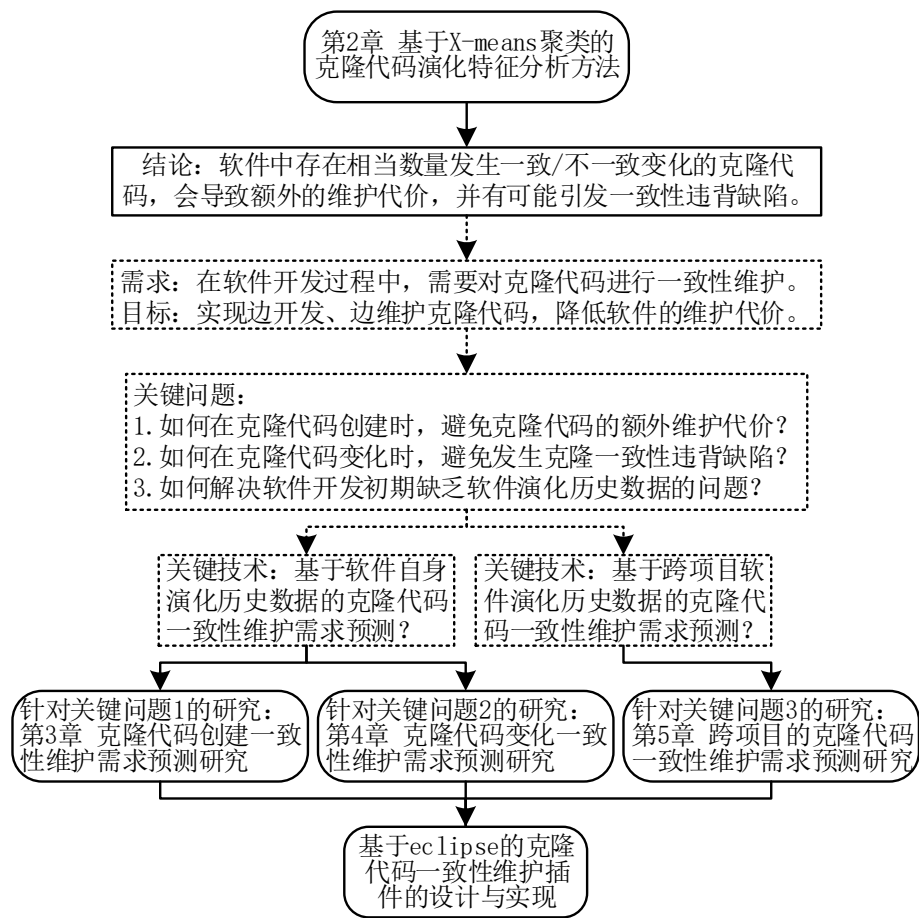 第2章 基于X-means聚类的
克隆代码演化特征分析方法
结论：软件中存在相当数量发生一致/不一致变化的克隆代
码，会导致额外的维护代价，并有可能引发一致性违背缺陷。
需求：在软件开发过程中，需要对克隆代码进行一致性维护。
目标：实现边开发、边维护克隆代码，降低软件的维护代价。
关键问题：
1.如何在克隆代码创建时，避免克隆代码的额外维护代价？
2.如何在克隆代码变化时，避免发生克隆一致性违背缺陷？
3.如何解决软件开发初期缺乏软件演化历史数据的问题？
关键技术：基于软件自身
演化历史数据的克隆代码
一致性维护需求预测？
关键技术：基于跨项目软
件演化历史数据的克隆代
码一致性维护需求预测？
针对关键问题1的研究：
第3章 克隆代码创建一致
性维护需求预测研究
针对关键问题2的研究：
第4章 克隆代码变化一致
性维护需求预测研究
针对关键问题3的研究：
第5章 跨项目的克隆代码
一致性维护需求预测研究
基于eclipse的克隆
代码一致性维护插
件的设计与实现